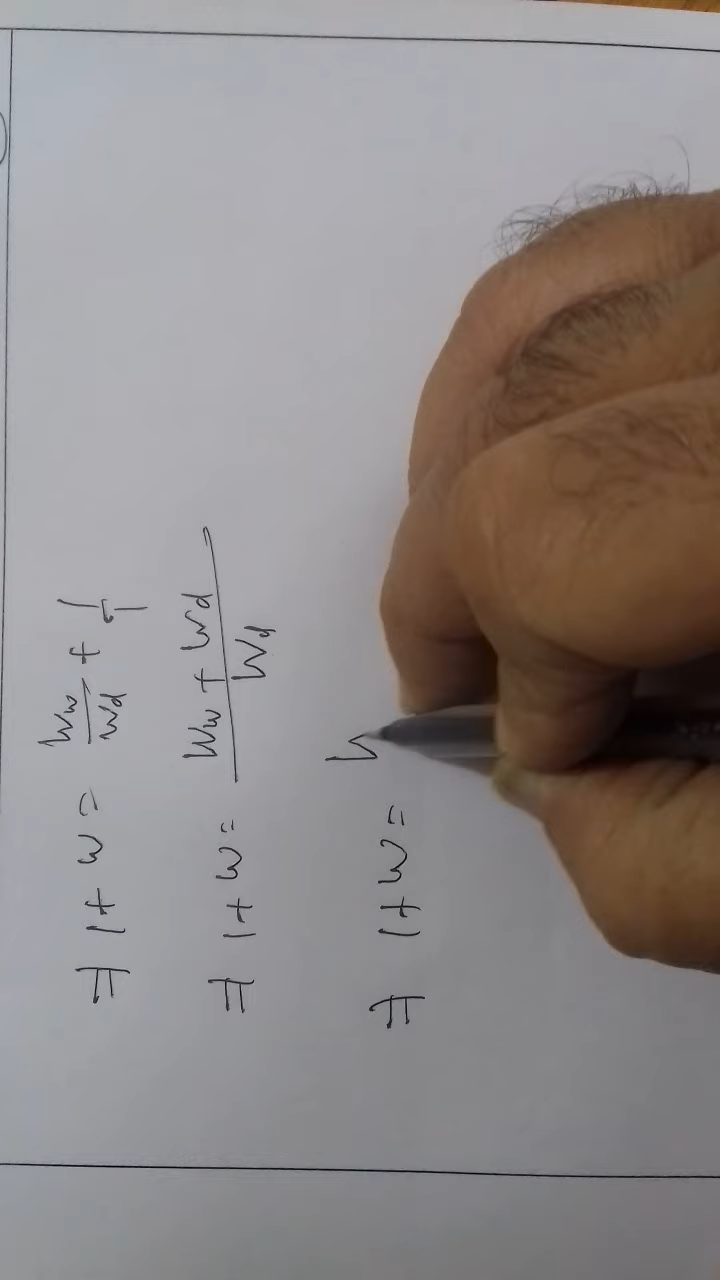 ⇒ 1 + w = Ww/Wd + 1/1
⇒ 1 + w = (Ww + Wd)/Wd
⇒ 1 + w = W